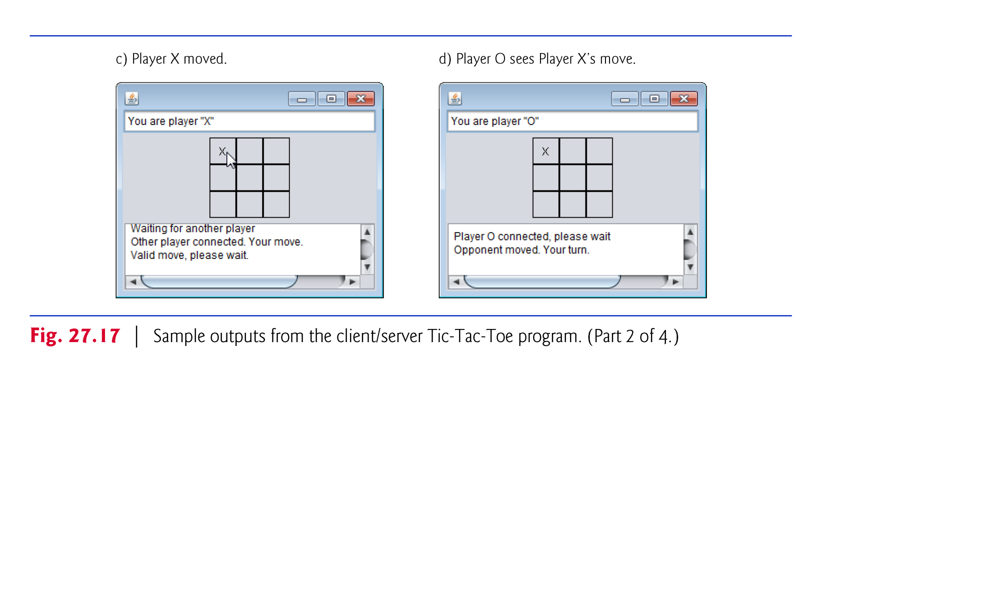 c) Player X moved.
You are player "X"
X
Waiting for another player
Other player connected. Your move.
Valid move, please wait.
d) Player O sees Player X’s move.
You are player "O"
X
Player O connected, please wait
Opponent moved. Your turn.
Fig. 27.17 | Sample outputs from the client/server Tic-Tac-Toe program. (Part 2 of 4.)